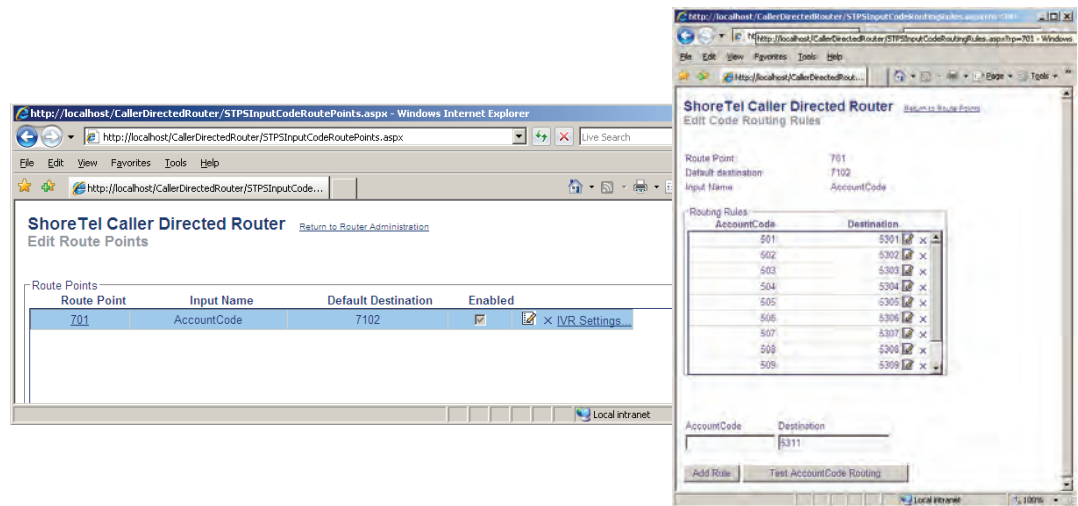 http://localhost/CallerDirectedRouter/STPSInputCodeRoutePoints.aspx - Windows Internet Explorer
http://localhost/CallerDirectedRouter/STPSInputCodeRoutePoints.aspx
Live Search
File Edit View Favorites Tools Help
http://localhost/CallerDirectedRouter/STPSInputCode...
ShoreTel Caller Directed Router Return to Router Administration
Edit Route Points
Route Points
Route Point Input Name Default Destination Enabled
701 AccountCode 7102 IVR Settings...
Local intranet
http://localhost/CallerDirectedRouter/STPSInputCodeRoutingRules.aspx?rp=701 - Windows
File Edit View Favorites Tools Help
http://localhost/CallerDirectedRout... Page Tools
ShoreTel Caller Directed Router Return to Route Points
Edit Code Routing Rules
Route Point: 701
Default destination 7102
Input Name AccountCode
Routing Rules
AccountCode Destination
501 5301
502 5302
503 5303
504 5304
505 5305
506 5306
507 5307
508 5308
509 5309
AccountCode Destination
5311
Add Rule Test AccountCode Routing
Local intranet 100%